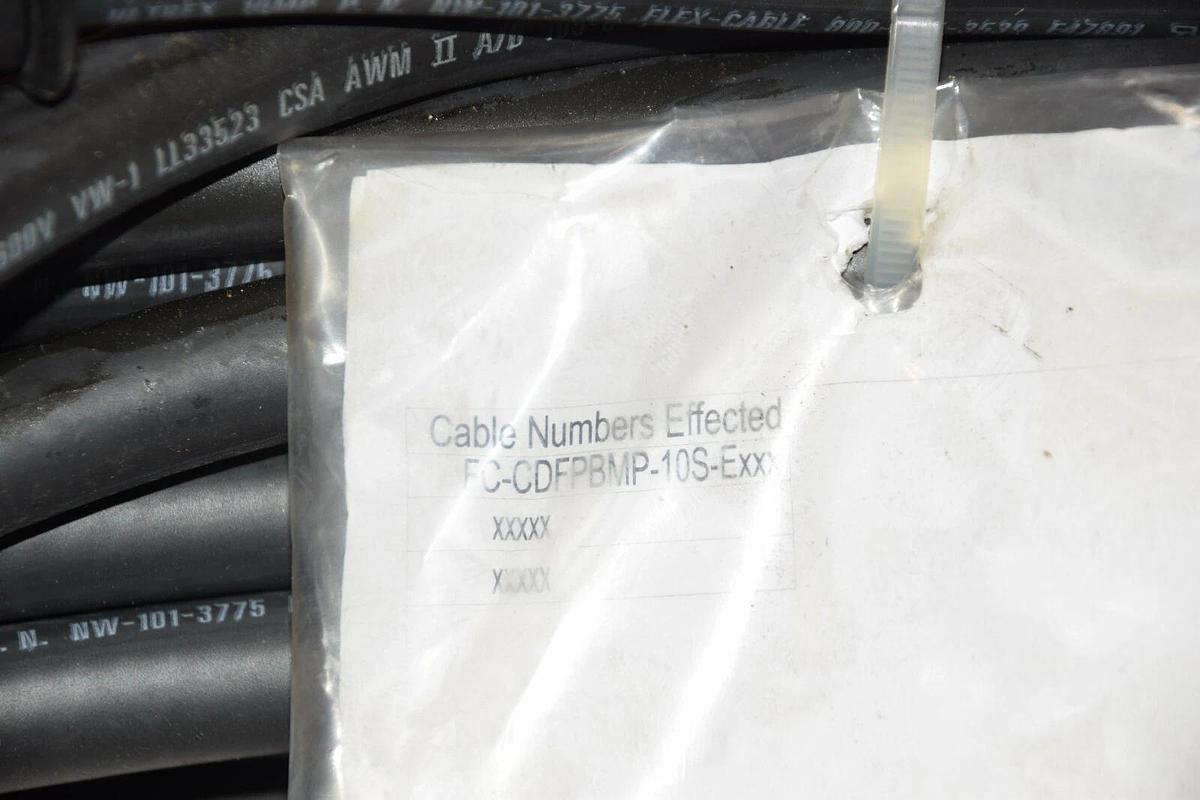 P. N. NW-101-3775 FLEX-CABLE 800
600V VW-1 LL33523 CSA AWM II A/B
NW-101-3775
Cable Numbers Effected
FC-CDFPBMP-10S-Exxx
xxxxx
xxxxx
. N. NW-101-3775